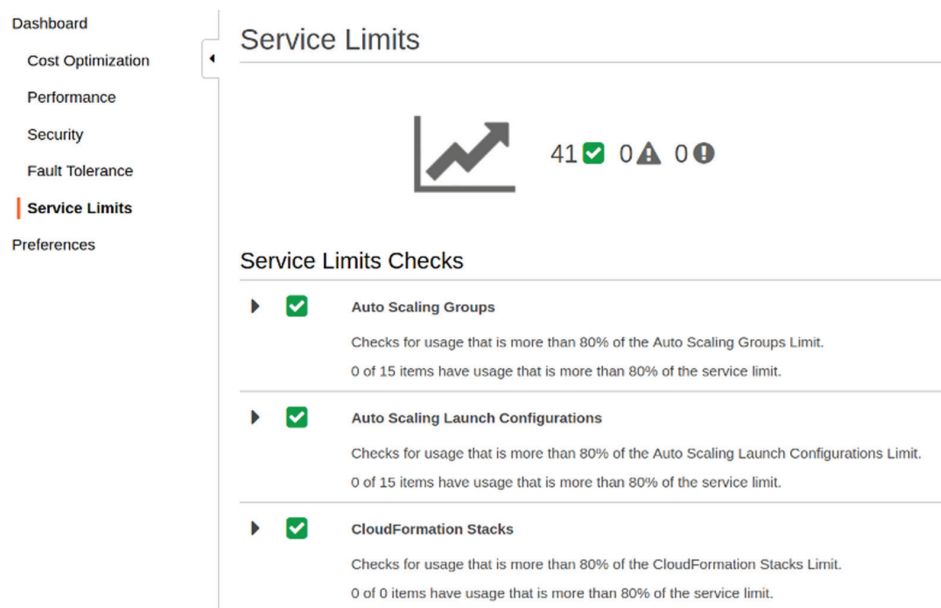 Dashboard
Cost Optimization
Performance
Security
Fault Tolerance
Service Limits
Preferences
Service Limits
41 0 0
Service Limits Checks
Auto Scaling Groups
Checks for usage that is more than 80% of the Auto Scaling Groups Limit.
0 of 15 items have usage that is more than 80% of the service limit.
Auto Scaling Launch Configurations
Checks for usage that is more than 80% of the Auto Scaling Launch Configurations Limit.
0 of 15 items have usage that is more than 80% of the service limit.
CloudFormation Stacks
Checks for usage that is more than 80% of the CloudFormation Stacks Limit.
0 of 0 items have usage that is more than 80% of the service limit.